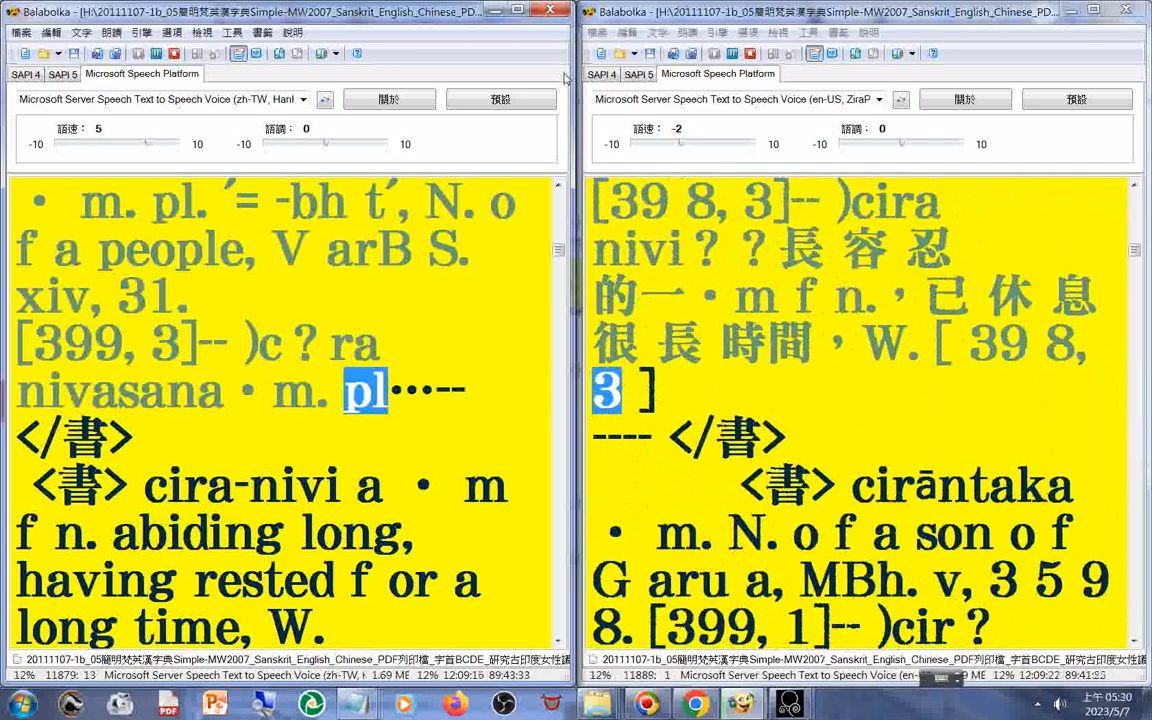 Balabolka - [H:\20111107-1b_05簡明梵英漢字典Simple-MW2007_Sanskrit_English_Chinese_PD...
檔案 編輯 文字 朗讀 引擎 選項 檢視 工具 書籤 說明
SAPI 4 SAPI 5 Microsoft Speech Platform
Microsoft Server Speech Text to Speech Voice (zh-TW, HanH 關於 預設
語速： 5 語調： 0
-10 10 -10 10
• m. pl. ´= -bh t´, N. o
f a people, V arB S.
xiv, 31.
[399, 3]-- )c ? ra
nivasana • m. pl•••--
</書>
<書> cira-nivi a • m
f n. abiding long,
having rested f or a
long time, W.
20111107-1b_05簡明梵英漢字典Simple-MW2007_Sanskrit_English_Chinese_PDF列印檔_字首BCDE_研究古印度女性議
12% 11879: 13 Microsoft Server Speech Text to Speech Voice (zh-TW, 1.69 MB 12% 12:09:16 89:43:33
Balabolka - [H:\20111107-1b_05簡明梵英漢字典Simple-MW2007_Sanskrit_English_Chinese_PD...
檔案 編輯 文字 朗讀 引擎 選項 檢視 工具 書籤 說明
SAPI 4 SAPI 5 Microsoft Speech Platform
Microsoft Server Speech Text to Speech Voice (en-US, ZiraP 關於 預設
語速： -2 語調： 0
-10 10 -10 10
[39 8, 3]-- )cira
nivi？？長 容 忍
的一・m f n.，已 休 息
很 長 時間，W. [ 39 8,
3 ]
---- </書>
<書> cirāntaka
• m. N. o f a son o f
G aru a, MBh. v, 3 5 9
8. [399, 1]-- )cir ?
20111107-1b_05簡明梵英漢字典Simple-MW2007_Sanskrit_English_Chinese_PDF列印檔_字首BCDE_研究古印度女性議
12% 11889: 1 Microsoft Server Speech Text to Speech Voice (en- 12% 12:09:22 89:41:
上午 05:30
2023/5/7